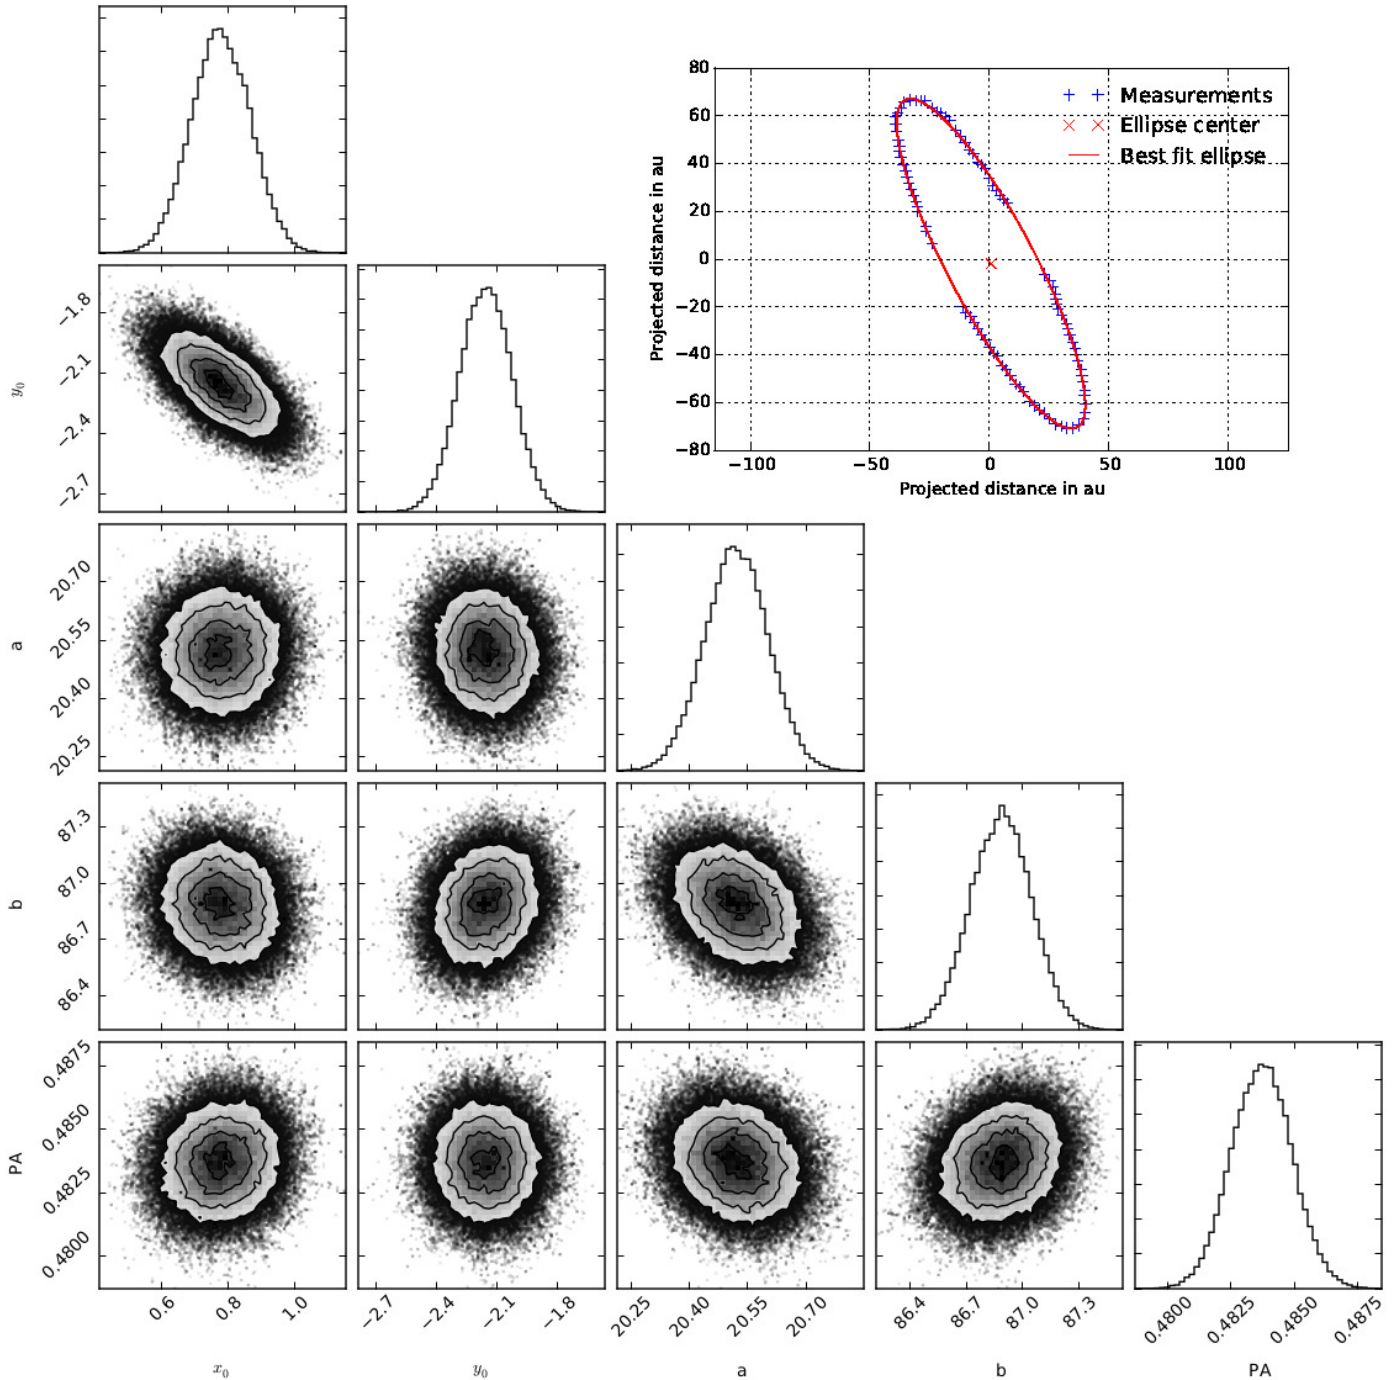 80
60
40
20
0
−20
−40
−60
−80
Projected distance in au
+ + Measurements
× × Ellipse center
Best fit ellipse
−100 −50 0 50 100
Projected distance in au
y0
−1.8
−2.1
−2.4
−2.7
a
20.70
20.55
20.40
20.25
b
87.3
87.0
86.7
86.4
PA
0.4875
0.4850
0.4825
0.4800
0.6 0.8 1.0
−2.7 −2.4 −2.1 −1.8
20.25 20.40 20.55 20.70
86.4 86.7 87.0 87.3
0.4800 0.4825 0.4850 0.4875
x0 y0 a b PA